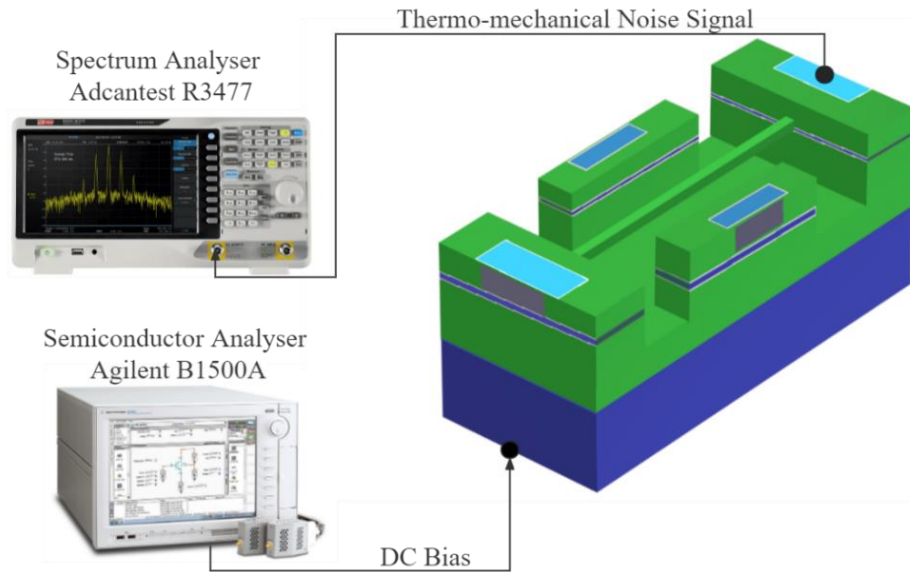 Thermo-mechanical Noise Signal
Spectrum Analyser
Adcantest R3477
Semiconductor Analyser
Agilent B1500A
DC Bias